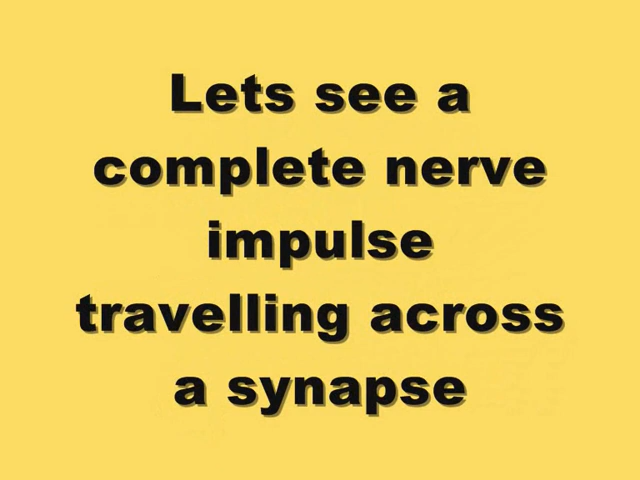 Lets see a
complete nerve
impulse
travelling across
a synapse